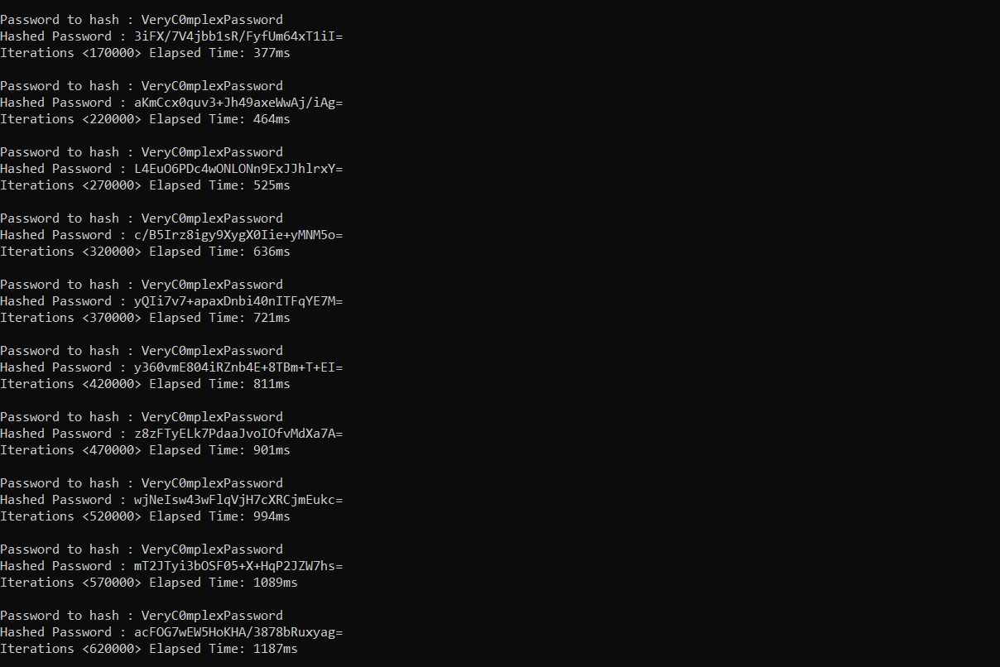 Password to hash : VeryC0mplexPassword
Hashed Password : 3iFX/7V4jbb1sR/FyfUm64xT1iI=
Iterations <170000> Elapsed Time: 377ms
Password to hash : VeryC0mplexPassword
Hashed Password : aKmCcx0quv3+Jh49axeWwAj/iAg=
Iterations <220000> Elapsed Time: 464ms
Password to hash : VeryC0mplexPassword
Hashed Password : L4EuO6PDc4wONLONn9ExJJhlrxY=
Iterations <270000> Elapsed Time: 525ms
Password to hash : VeryC0mplexPassword
Hashed Password : c/B5Irz8igy9XygX0Iie+yMNM5o=
Iterations <320000> Elapsed Time: 636ms
Password to hash : VeryC0mplexPassword
Hashed Password : yQIi7v7+apaxDnbi40nITFqYE7M=
Iterations <370000> Elapsed Time: 721ms
Password to hash : VeryC0mplexPassword
Hashed Password : y360vmE804iRZnb4E+8TBm+T+EI=
Iterations <420000> Elapsed Time: 811ms
Password to hash : VeryC0mplexPassword
Hashed Password : z8zFTyELk7PdaaJvoIOfvMdXa7A=
Iterations <470000> Elapsed Time: 901ms
Password to hash : VeryC0mplexPassword
Hashed Password : wjNeIsw43wFlqVjH7cXRCjmEukc=
Iterations <520000> Elapsed Time: 994ms
Password to hash : VeryC0mplexPassword
Hashed Password : mT2JTyi3bOSF05+X+HqP2JZW7hs=
Iterations <570000> Elapsed Time: 1089ms
Password to hash : VeryC0mplexPassword
Hashed Password : acFOG7wEW5HoKHA/3878bRuxyag=
Iterations <620000> Elapsed Time: 1187ms